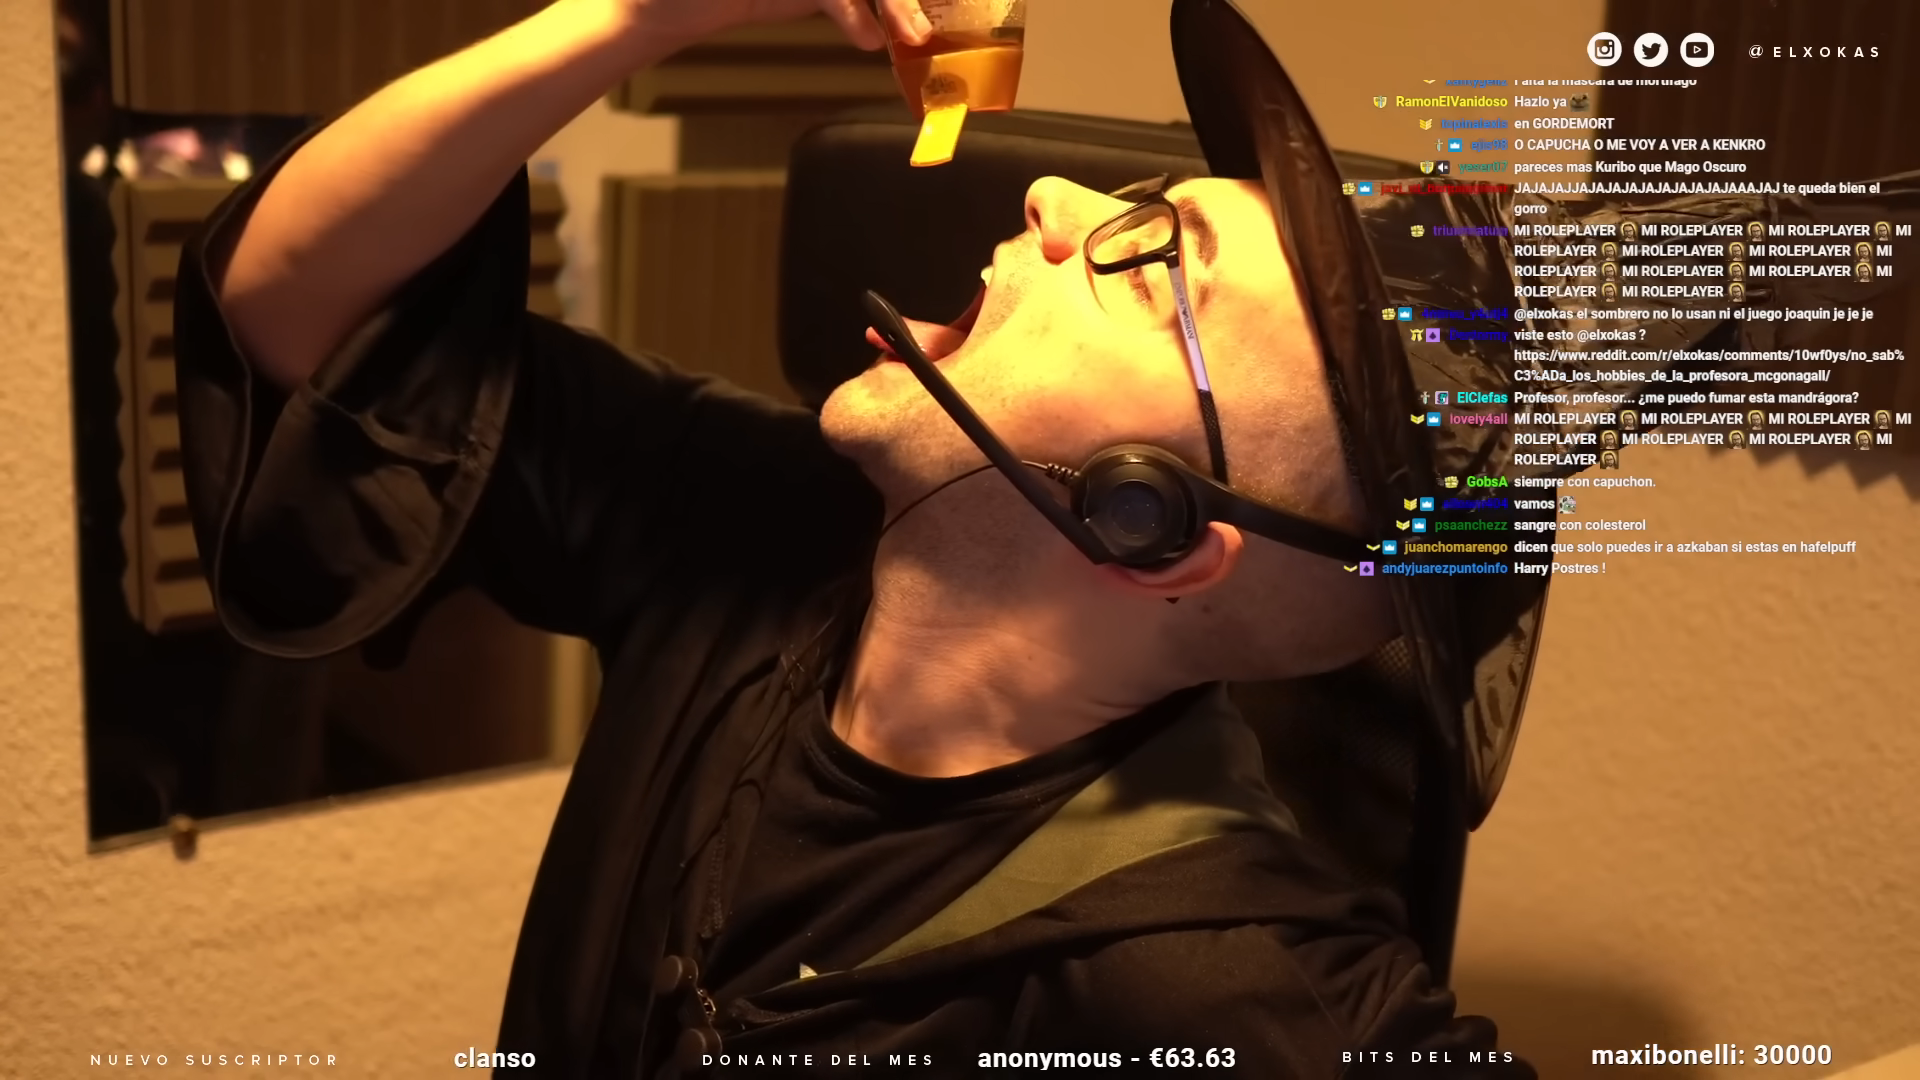 @ELXOKAS
Falta la mascara de mortifago
RamonElVanidoso Hazlo ya
en GORDEMORT
O CAPUCHA O ME VOY A VER A KENKRO
pareces mas Kuribo que Mago Oscuro
JAJAJAJJAJAJAJAJAJAJAJAJAAAJAJ te queda bien el
gorro
MI ROLEPLAYER MI ROLEPLAYER MI ROLEPLAYER MI
ROLEPLAYER MI ROLEPLAYER MI ROLEPLAYER MI
ROLEPLAYER MI ROLEPLAYER MI ROLEPLAYER MI
ROLEPLAYER MI ROLEPLAYER
@elxokas el sombrero no lo usan ni el juego joaquin je je je
viste esto @elxokas ?
https://www.reddit.com/r/elxokas/comments/10wf0ys/no_sab%
C3%ADa_los_hobbies_de_la_profesora_mcgonagall/
ElClefas Profesor, profesor... ¿me puedo fumar esta mandrágora?
lovely4all MI ROLEPLAYER MI ROLEPLAYER MI ROLEPLAYER MI
ROLEPLAYER MI ROLEPLAYER MI ROLEPLAYER MI
ROLEPLAYER
GobsA siempre con capuchon.
vamos
psaanchezz sangre con colesterol
juanchomarengo dicen que solo puedes ir a azkaban si estas en hafelpuff
andyjuarezpuntoinfo Harry Postres !
NUEVO SUSCRIPTOR clanso DONANTE DEL MES anonymous - €63.63 BITS DEL MES maxibonelli: 30000